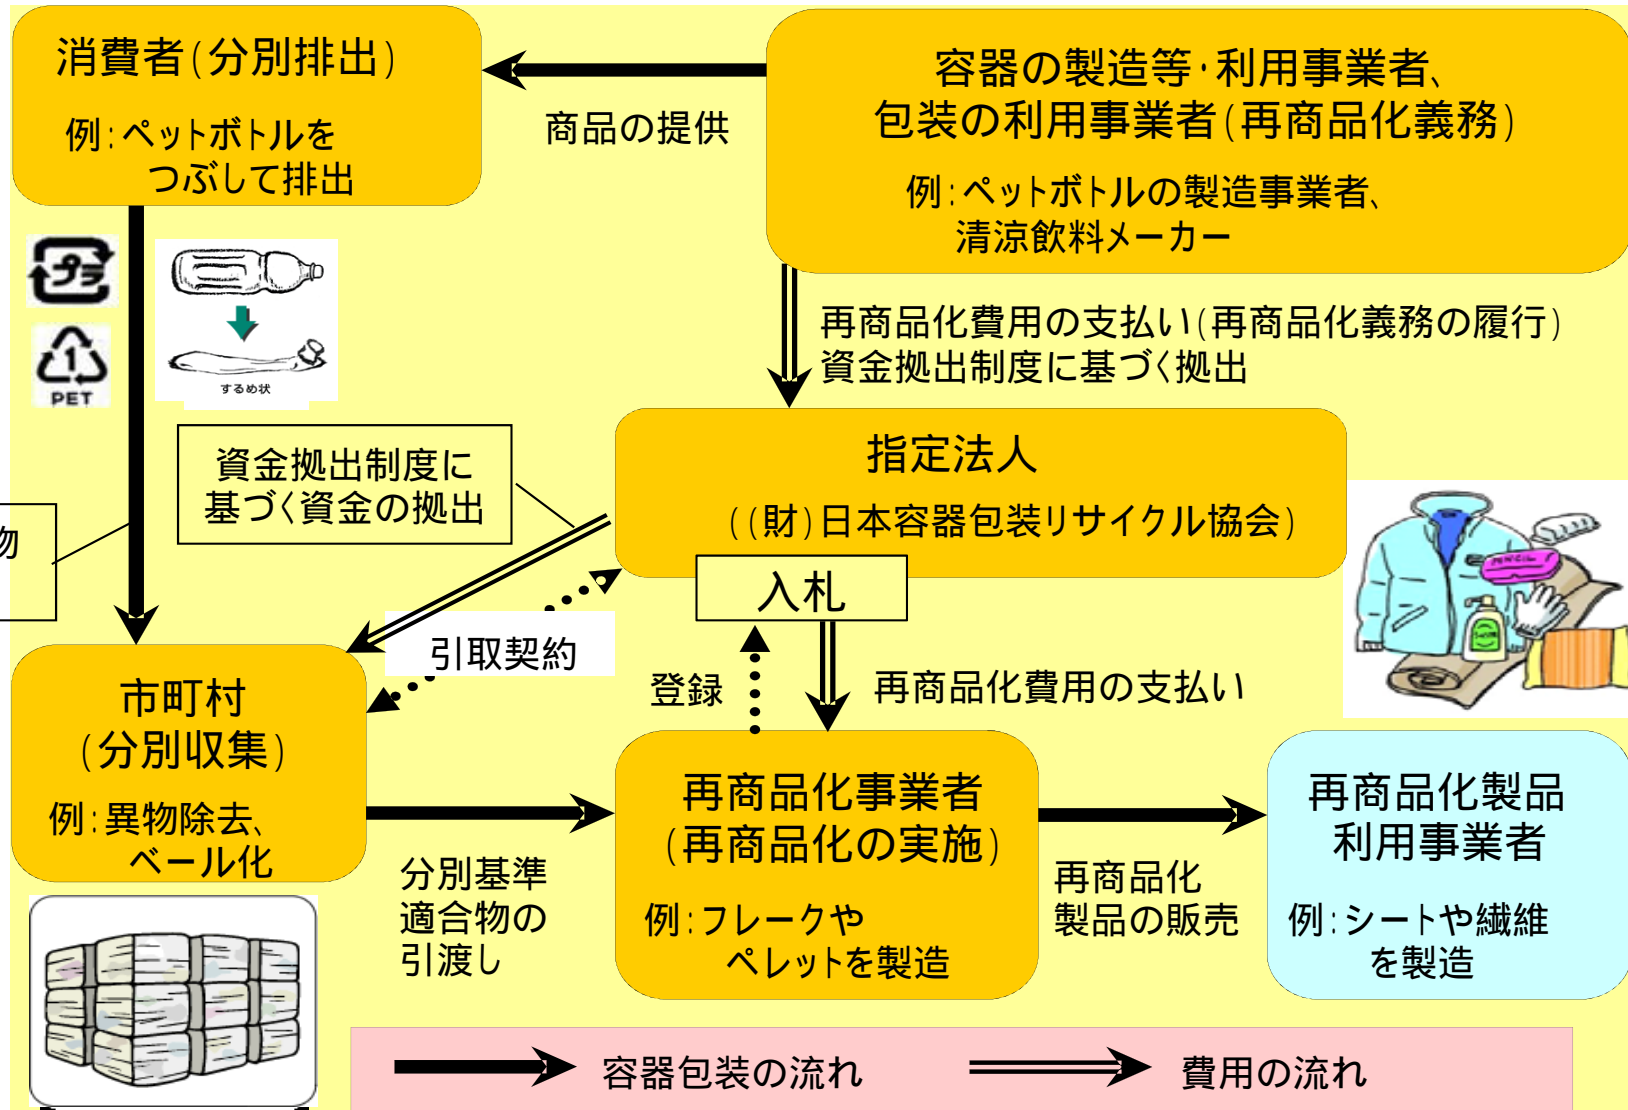 消費者(分別排出)
例:ペットボトルを
つぶして排出
商品の提供
容器の製造等・利用事業者、
包装の利用事業者(再商品化義務)
例:ペットボトルの製造事業者、
清涼飲料メーカー
プラ
1
PET
するめ状
再商品化費用の支払い(再商品化義務の履行)
資金拠出制度に基づく拠出
資金拠出制度に
基づく資金の拠出
指定法人
((財)日本容器包装リサイクル協会)
物
入札
引取契約
登録
再商品化費用の支払い
PENCIL
市町村
(分別収集)
例:異物除去、
ベール化
分別基準
適合物の
引渡し
再商品化事業者
(再商品化の実施)
例:フレークや
ペレットを製造
再商品化
製品の販売
再商品化製品
利用事業者
例:シートや繊維
を製造
容器包装の流れ
費用の流れ